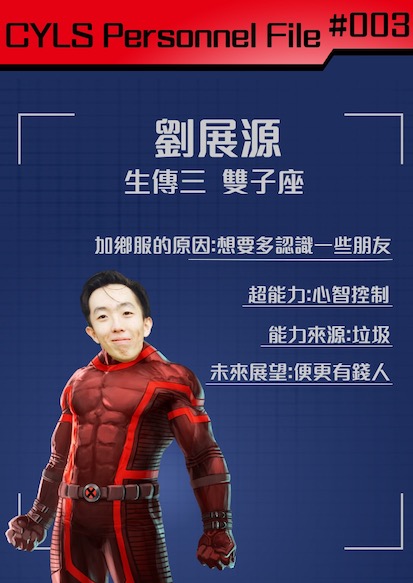 CYLS Personnel File #003
劉展源
生傳三 雙子座
加鄉服的原因:想要多認識一些朋友
超能力:心智控制
能力來源:垃圾
未來展望:便更有錢人